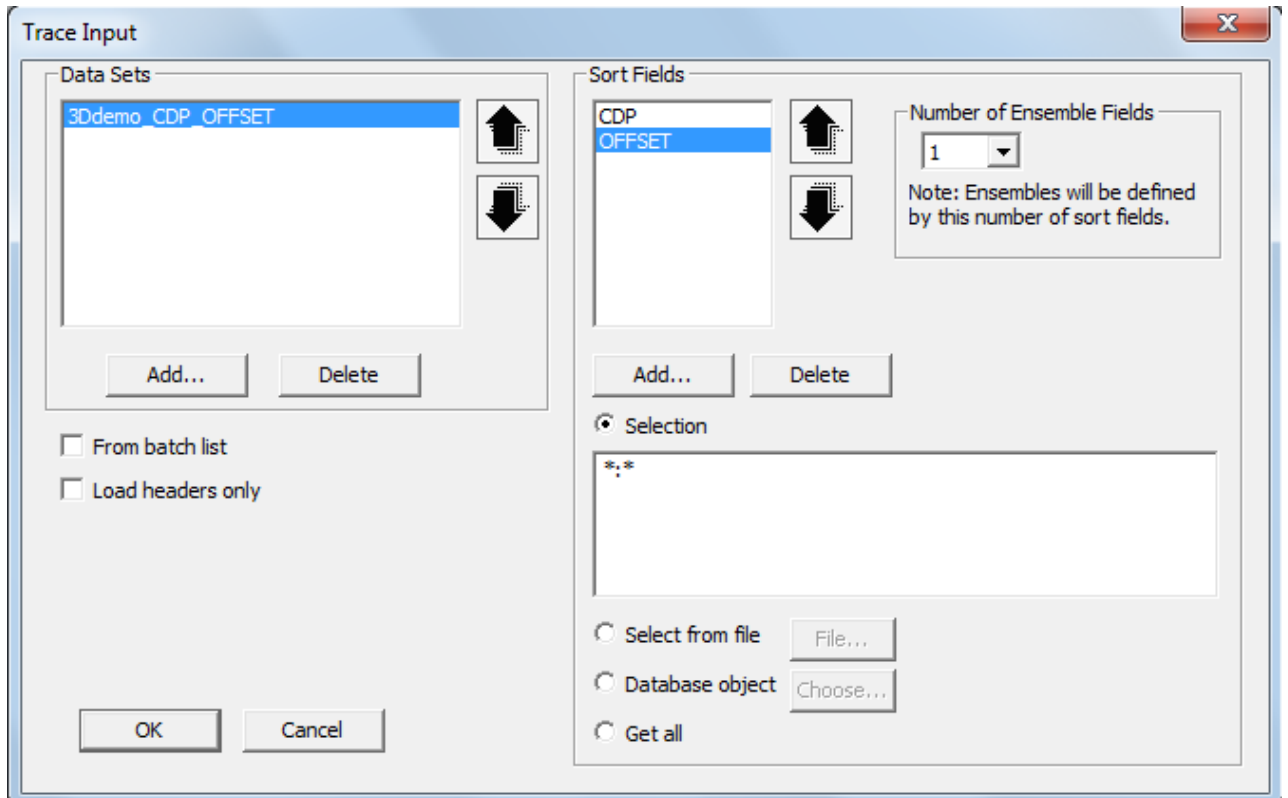 Trace Input
Data Sets
3Ddemo_CDP_OFFSET
Add...
Delete
From batch list
Load headers only
OK
Cancel
Sort Fields
CDP
OFFSET
Number of Ensemble Fields
1
Note: Ensembles will be defined
by this number of sort fields.
Add...
Delete
Selection
*:*
Select from file
File...
Database object
Choose...
Get all